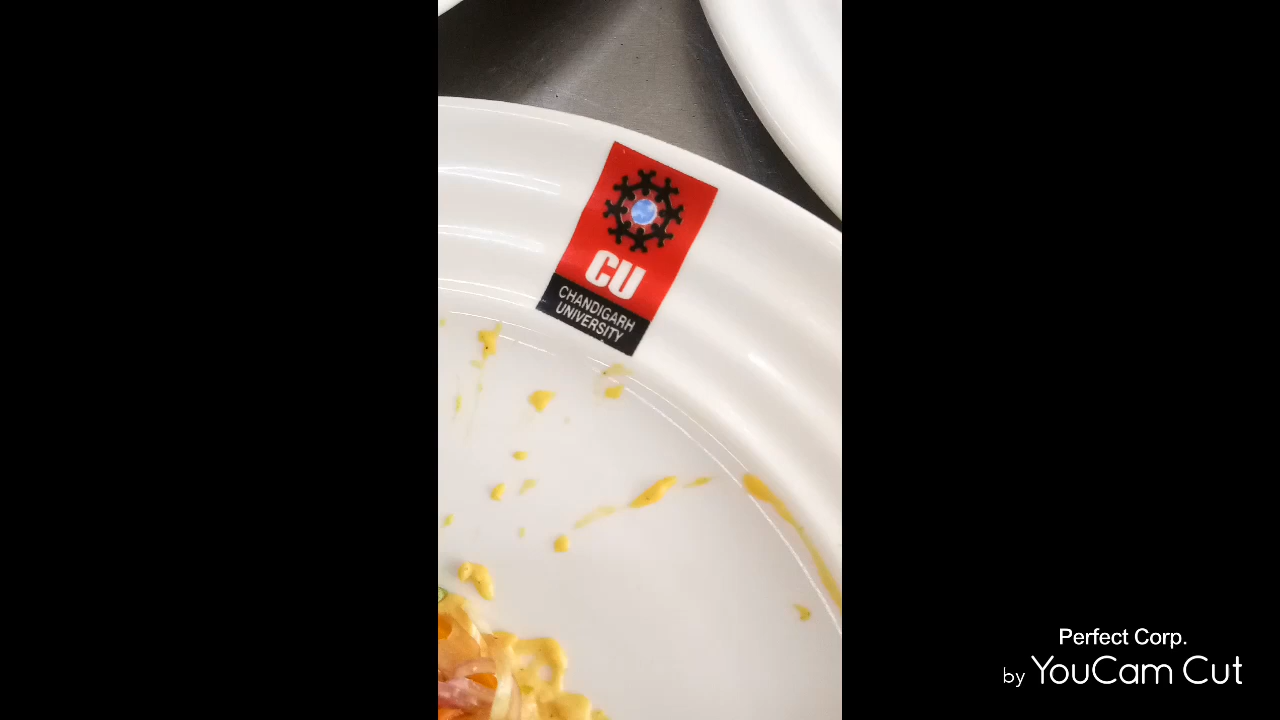 CU
CHANDIGARH
UNIVERSITY
Perfect Corp.
by YouCam Cut